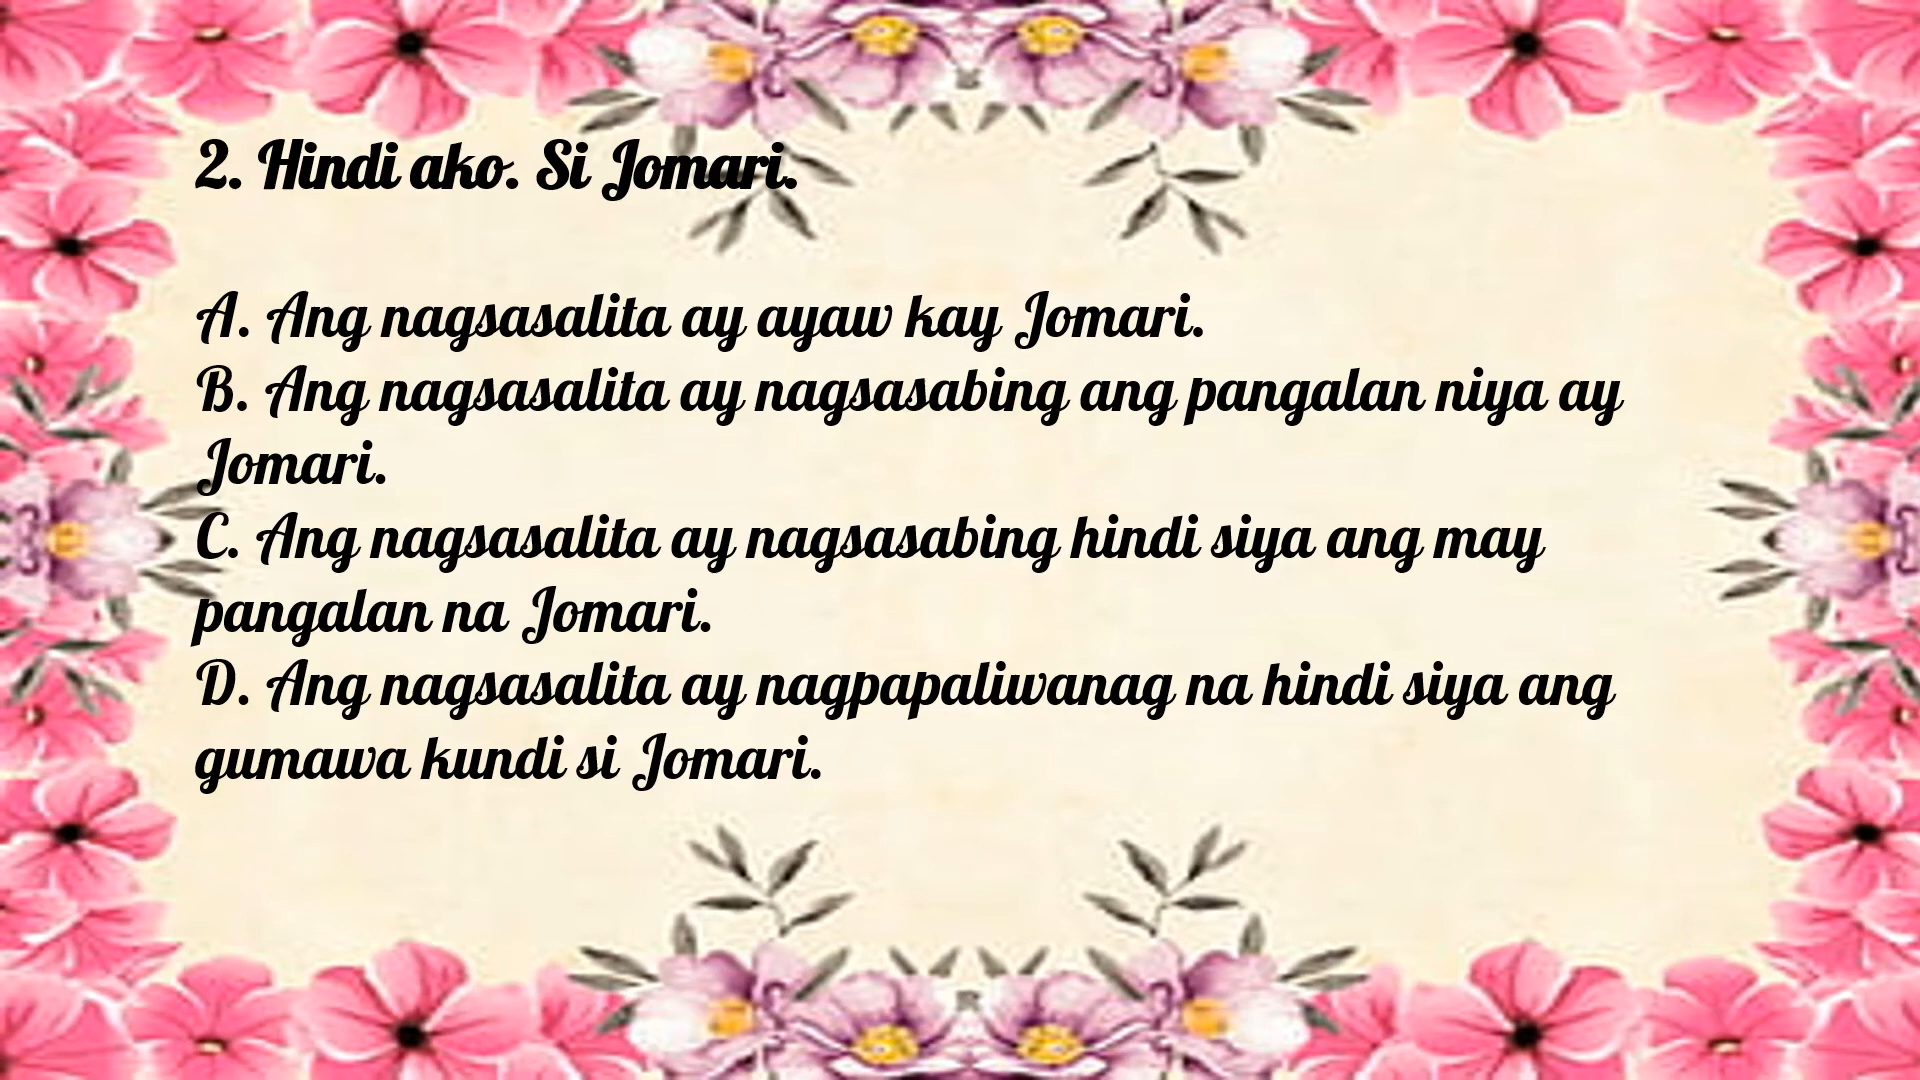 2. Hindi ako. Si Jomari.
A. Ang nagsasalita ay ayaw kay Jomari.
B. Ang nagsasalita ay nagsasabing ang pangalan niya ay
Jomari.
C. Ang nagsasalita ay nagsasabing hindi siya ang may
pangalan na Jomari.
D. Ang nagsasalita ay nagpapaliwanag na hindi siya ang
gumawa kundi si Jomari.